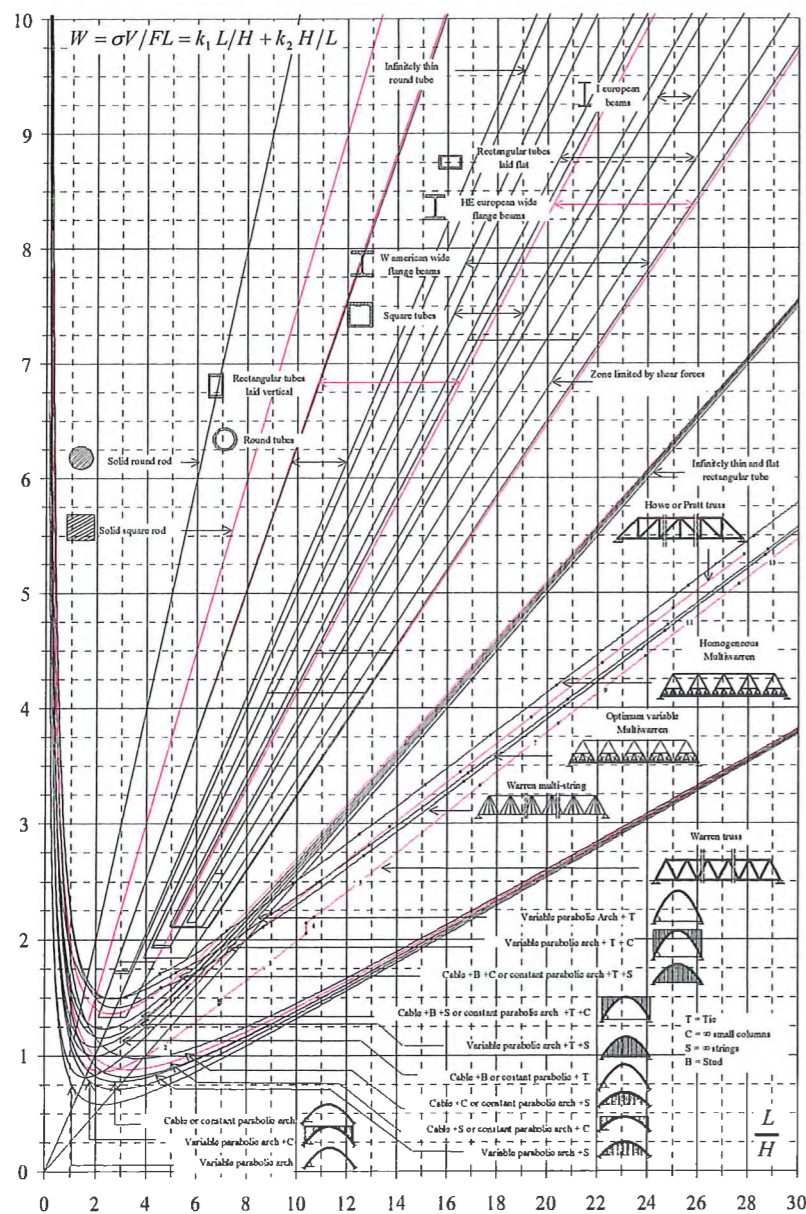 10
W = σV/FL = k₁ L/H + k₂ H/L
Infinitely thin
round tube
I european
beams
9
Rectangular tubes
laid flat
HE european wide
flange beams
8
W american wide
flange beams
Square tubes
7
Rectangular tubes
laid vertical
Zone limited by shear forces
Round tubes
6
Solid round rod
Infinitely thin and flat
rectangular tube
Howe or Pratt truss
Solid square rod
5
Homogeneous
Multiwarren
4
Optimum variable
Multiwarren
Warren multi-string
3
Warren truss
Variable parabolic Arch + T
2
Variable parabolic arch + T + C
Cable +B +C or constant parabolic arch +T +S
Cable +B +S or constant parabolic arch +T +C
T = Tie
C = ∞ small columns
S = ∞ strings
B = Stud
Variable parabolic arch +T +S
1
Cable +B or costant parabolic + T
Cable +C or constant parabolic arch +S
Cable or constant parabolic arch
Cable +S or constant parabolic arch + C
Variable parabolic arch +C
Variable parabolic arch +S
Variable parabolic arch
L
H
0
0 2 4 6 8 10 12 14 16 18 20 22 24 26 28 30